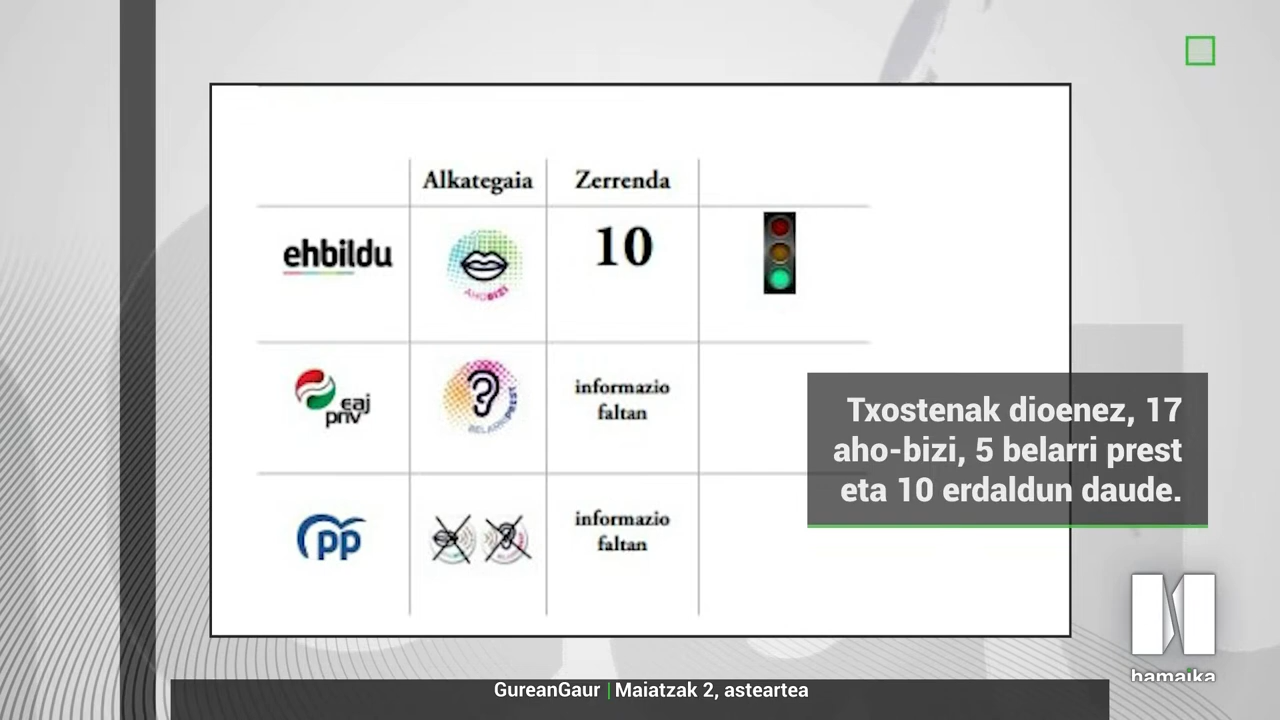 Alkategaia Zerrenda
ehbildu
10
AHOBIZI
eaj
pnv
BELARRIPREST
informazio
faltan
pp
informazio
faltan
Txostenak dioenez, 17
aho-bizi, 5 belarri prest
eta 10 erdaldun daude.
hamaika
GureanGaur | Maiatzak 2, asteartea